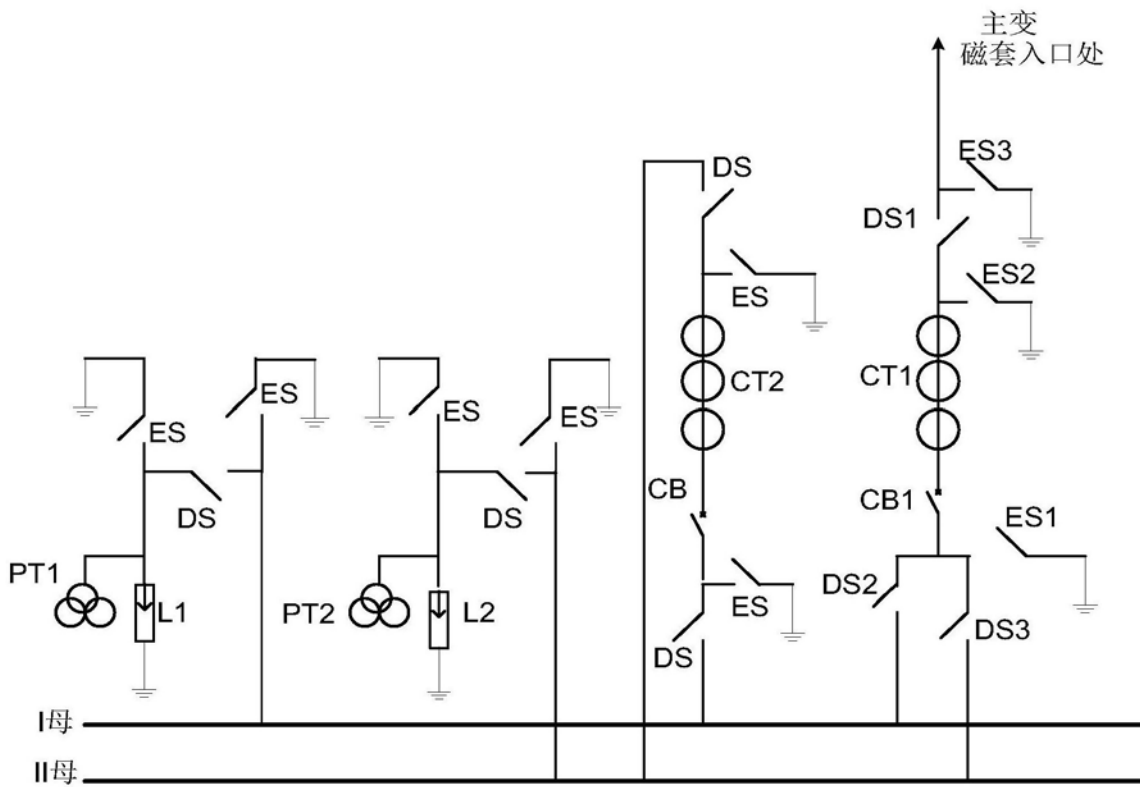 主变
磁套入口处
ES3
DS
DS1
ES2
ES
CT2
CT1
ES
ES
ES
ES
CB
CB1
ES1
DS
DS
PT1
L1
PT2
L2
ES
DS2
DS
DS3
I母
II母